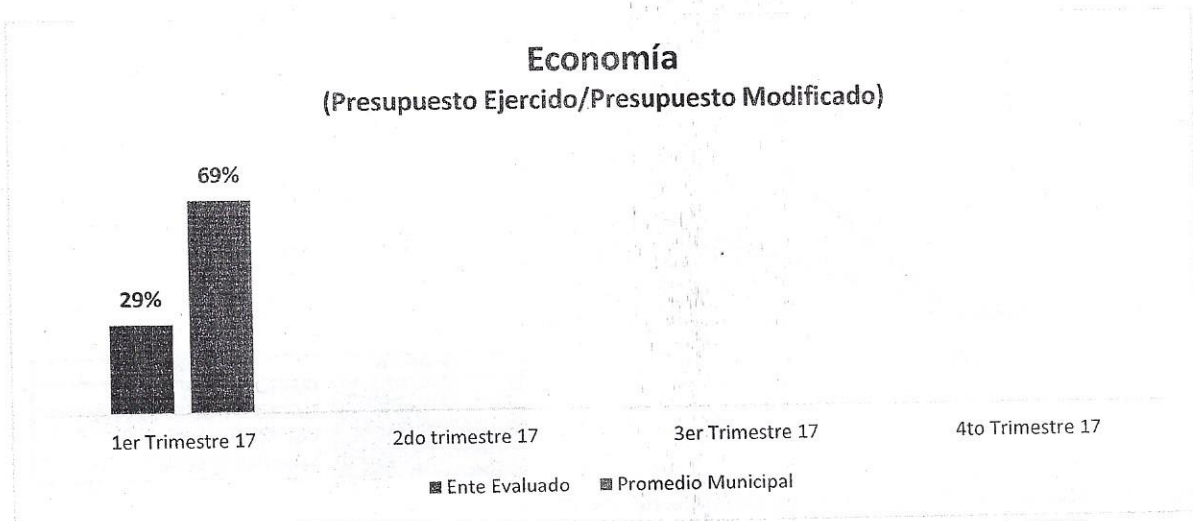 Economía
(Presupuesto Ejercido/Presupuesto Modificado)
69%
29%
1er Trimestre 17 2do trimestre 17 3er Trimestre 17 4to Trimestre 17
Ente Evaluado Promedio Municipal